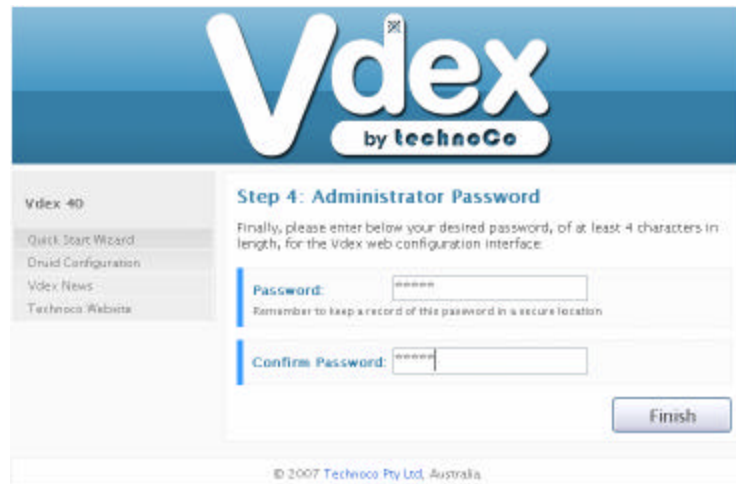 Vdex
by technoCo
Vdex 40
Quick Start Wizard
Druid Configuration
Vdex News
Technoco Website
Step 4: Administrator Password
Finally, please enter below your desired password, of at least 4 characters in
length, for the Vdex web configuration interface:
Password: *****
Remember to keep a record of this password in a secure location
Confirm Password: *****
Finish
© 2007 Technoco Pty Ltd, Australia